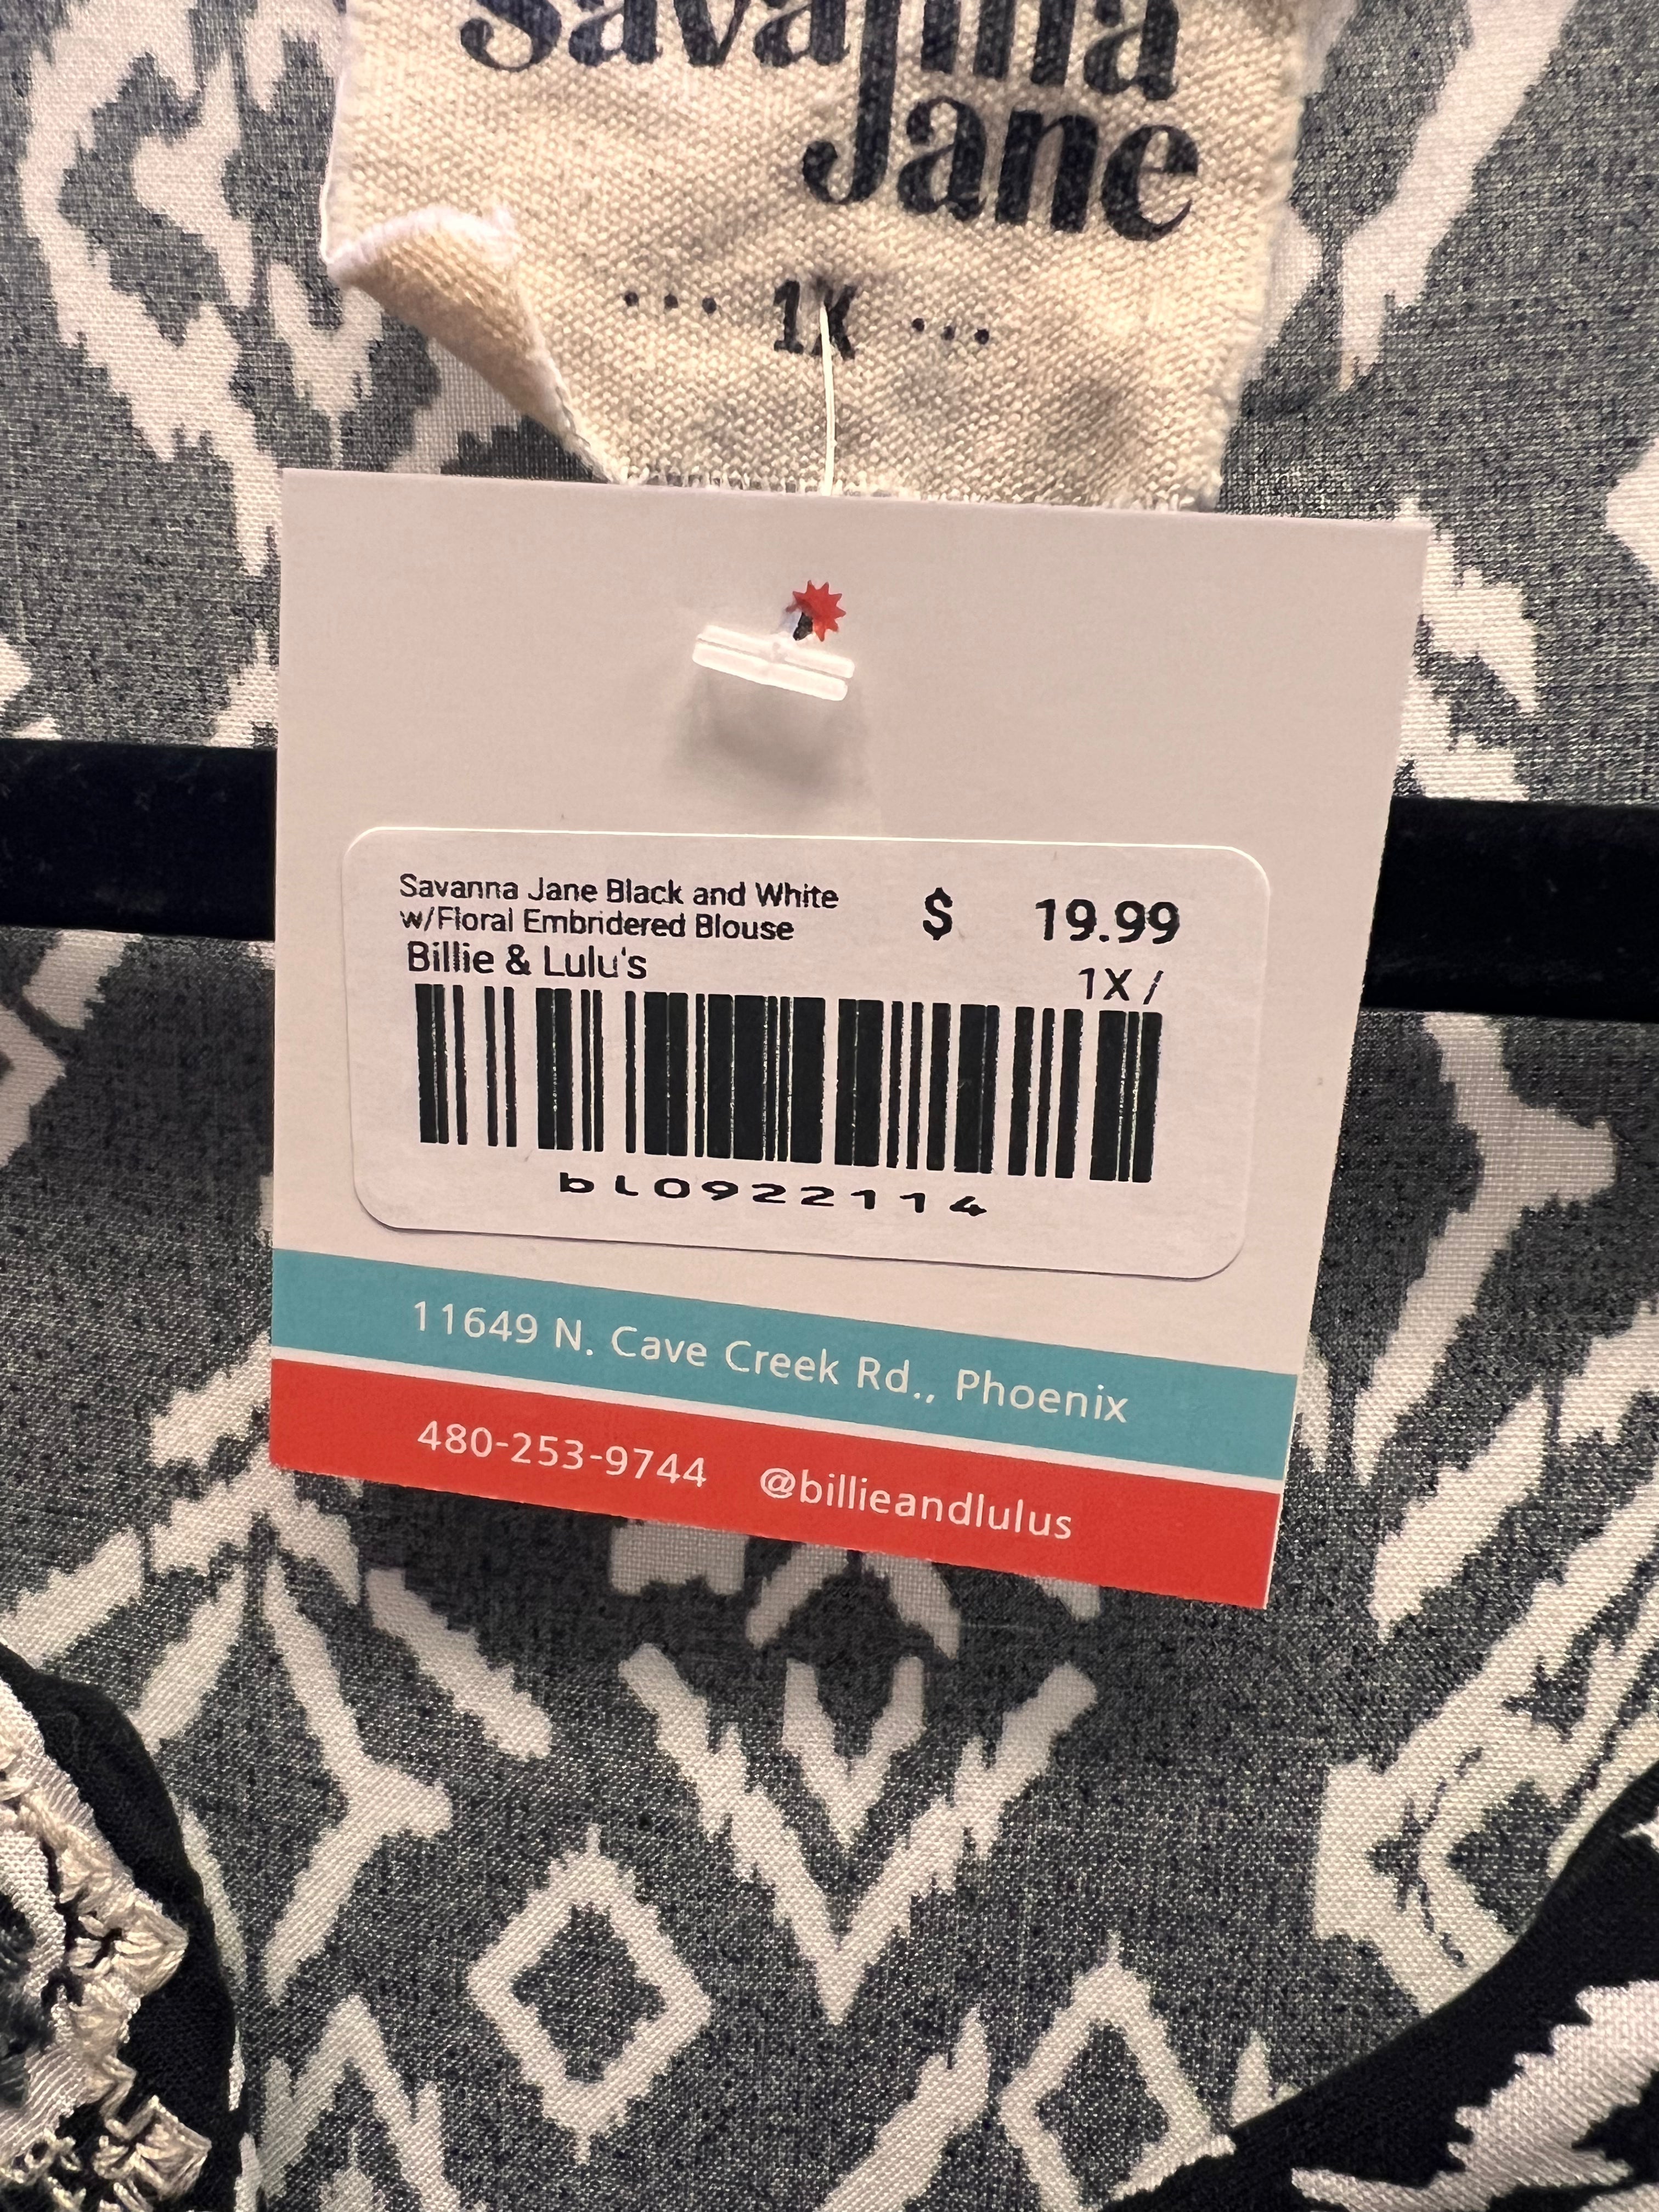 Savanna
Jane
... 1X ...
Savanna Jane Black and White
w/Floral Embridered Blouse
$ 19.99
Billie & Lulu's
1X /
bL0922114
11649 N. Cave Creek Rd., Phoenix
480-253-9744 @billieandlulus